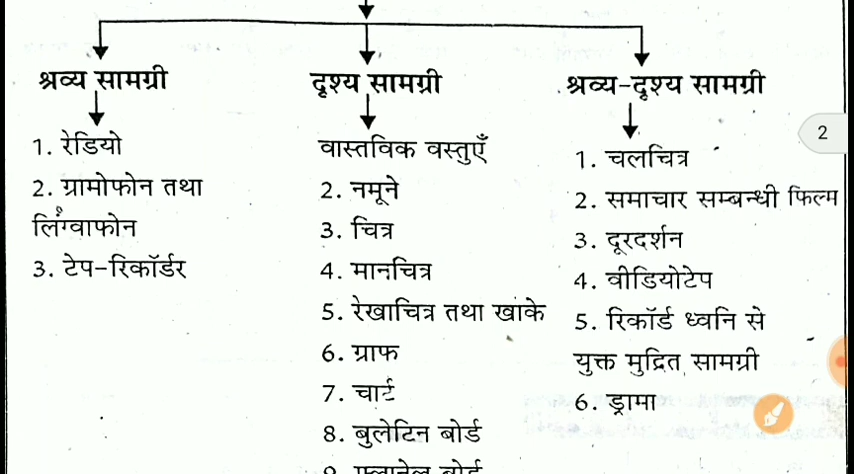 श्रव्य सामग्री
1. रेडियो
2. ग्रामोफोन तथा
लिंग्वाफोन
3. टेप-रिकॉर्डर
दृश्य सामग्री
वास्तविक वस्तुएँ
2. नमूने
3. चित्र
4. मानचित्र
5. रेखाचित्र तथा खाके
6. ग्राफ
7. चार्ट
8. बुलेटिन बोर्ड
श्रव्य-दृश्य सामग्री
1. चलचित्र
2. समाचार सम्बन्धी फिल्म
3. दूरदर्शन
4. वीडियोटेप
5. रिकॉर्ड ध्वनि से
युक्त मुद्रित सामग्री
6. ड्रामा
2